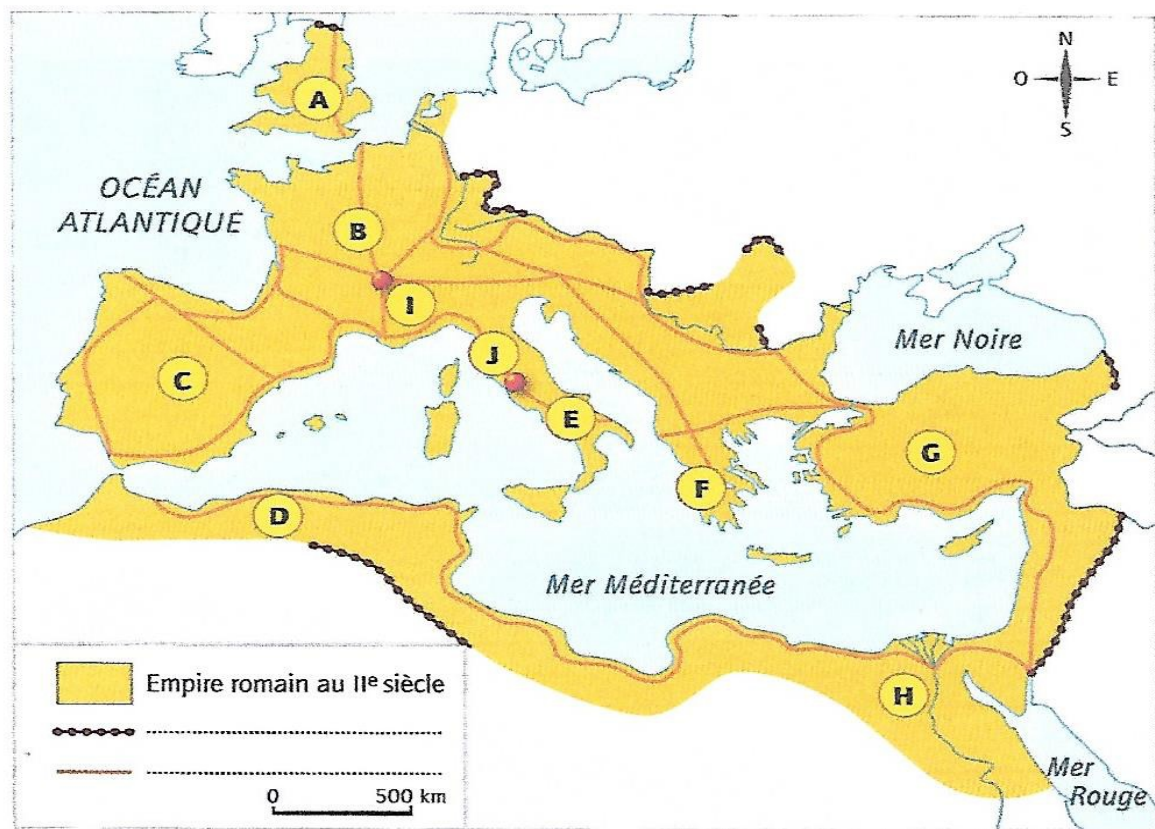 N
O
E
S
A
OCÉAN
ATLANTIQUE
B
I
Mer Noire
J
C
E
G
F
D
Mer Méditerranée
H
Mer
Rouge
Empire romain au IIe siècle
0 500 km